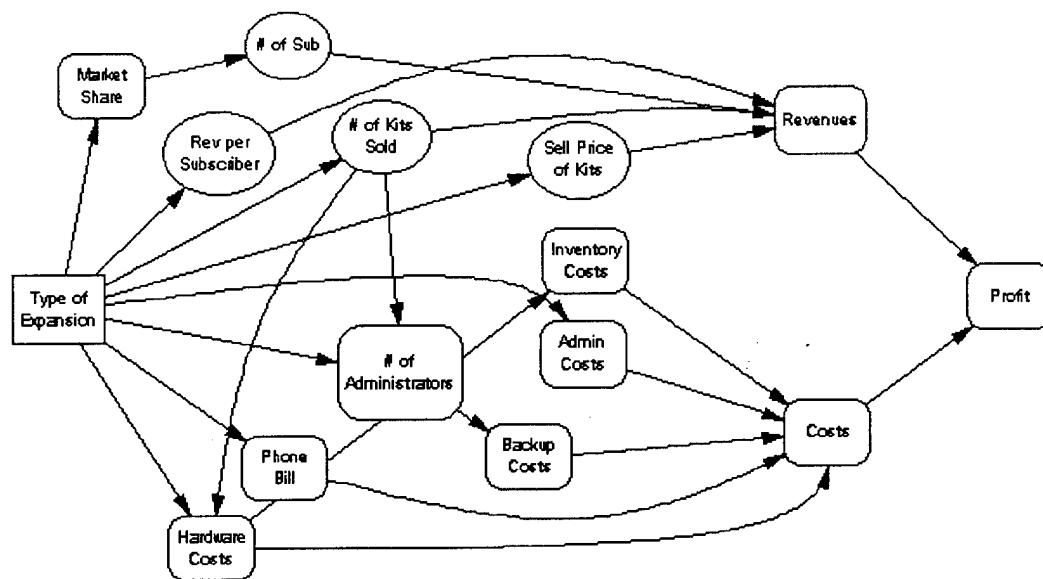 # of Sub
Market
Share
Rev per
Subscriber
# of Kits
Sold
Sell Price
of Kits
Revenues
Type of
Expansion
Inventory
Costs
Profit
# of
Administrators
Admin
Costs
Phone
Bill
Backup
Costs
Costs
Hardware
Costs